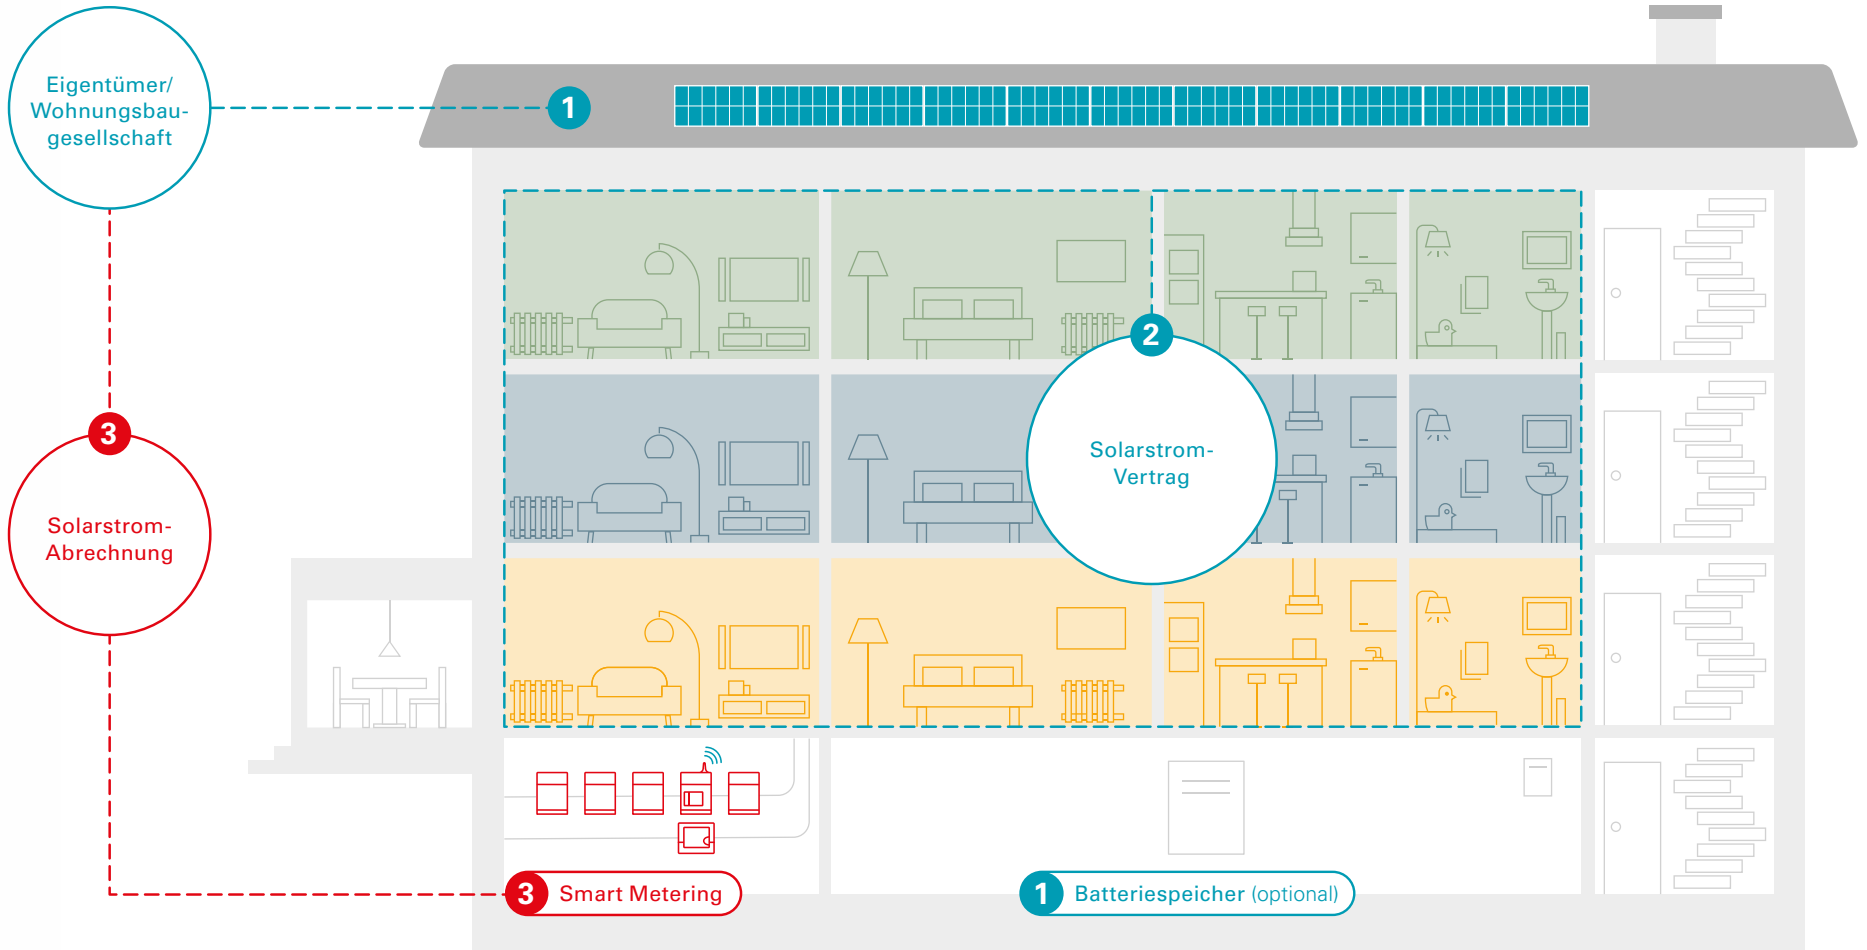 Eigentümer/
Wohnungsbau-
gesellschaft
1
2
Solarstrom-
Vertrag
3
Solarstrom-
Abrechnung
3 Smart Metering
1 Batteriespeicher (optional)